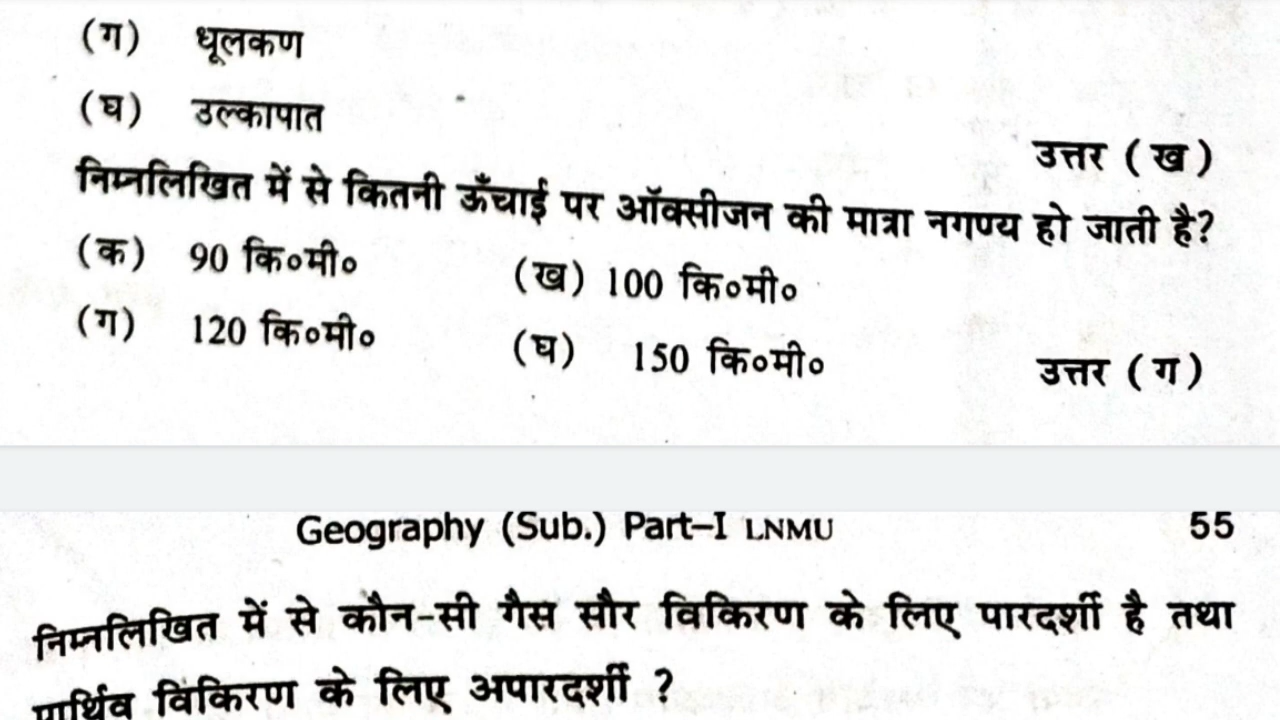 (ग) धूलकण
(घ) उल्कापात
उत्तर (ख)
निम्नलिखित में से कितनी ऊँचाई पर ऑक्सीजन की मात्रा नगण्य हो जाती है?
(क) 90 कि०मी० (ख) 100 कि०मी०
(ग) 120 कि०मी० (घ) 150 कि०मी०
उत्तर (ग)
Geography (Sub.) Part–I LNMU 55
निम्नलिखित में से कौन-सी गैस सौर विकिरण के लिए पारदर्शी है तथा
पार्थिव विकिरण के लिए अपारदर्शी ?